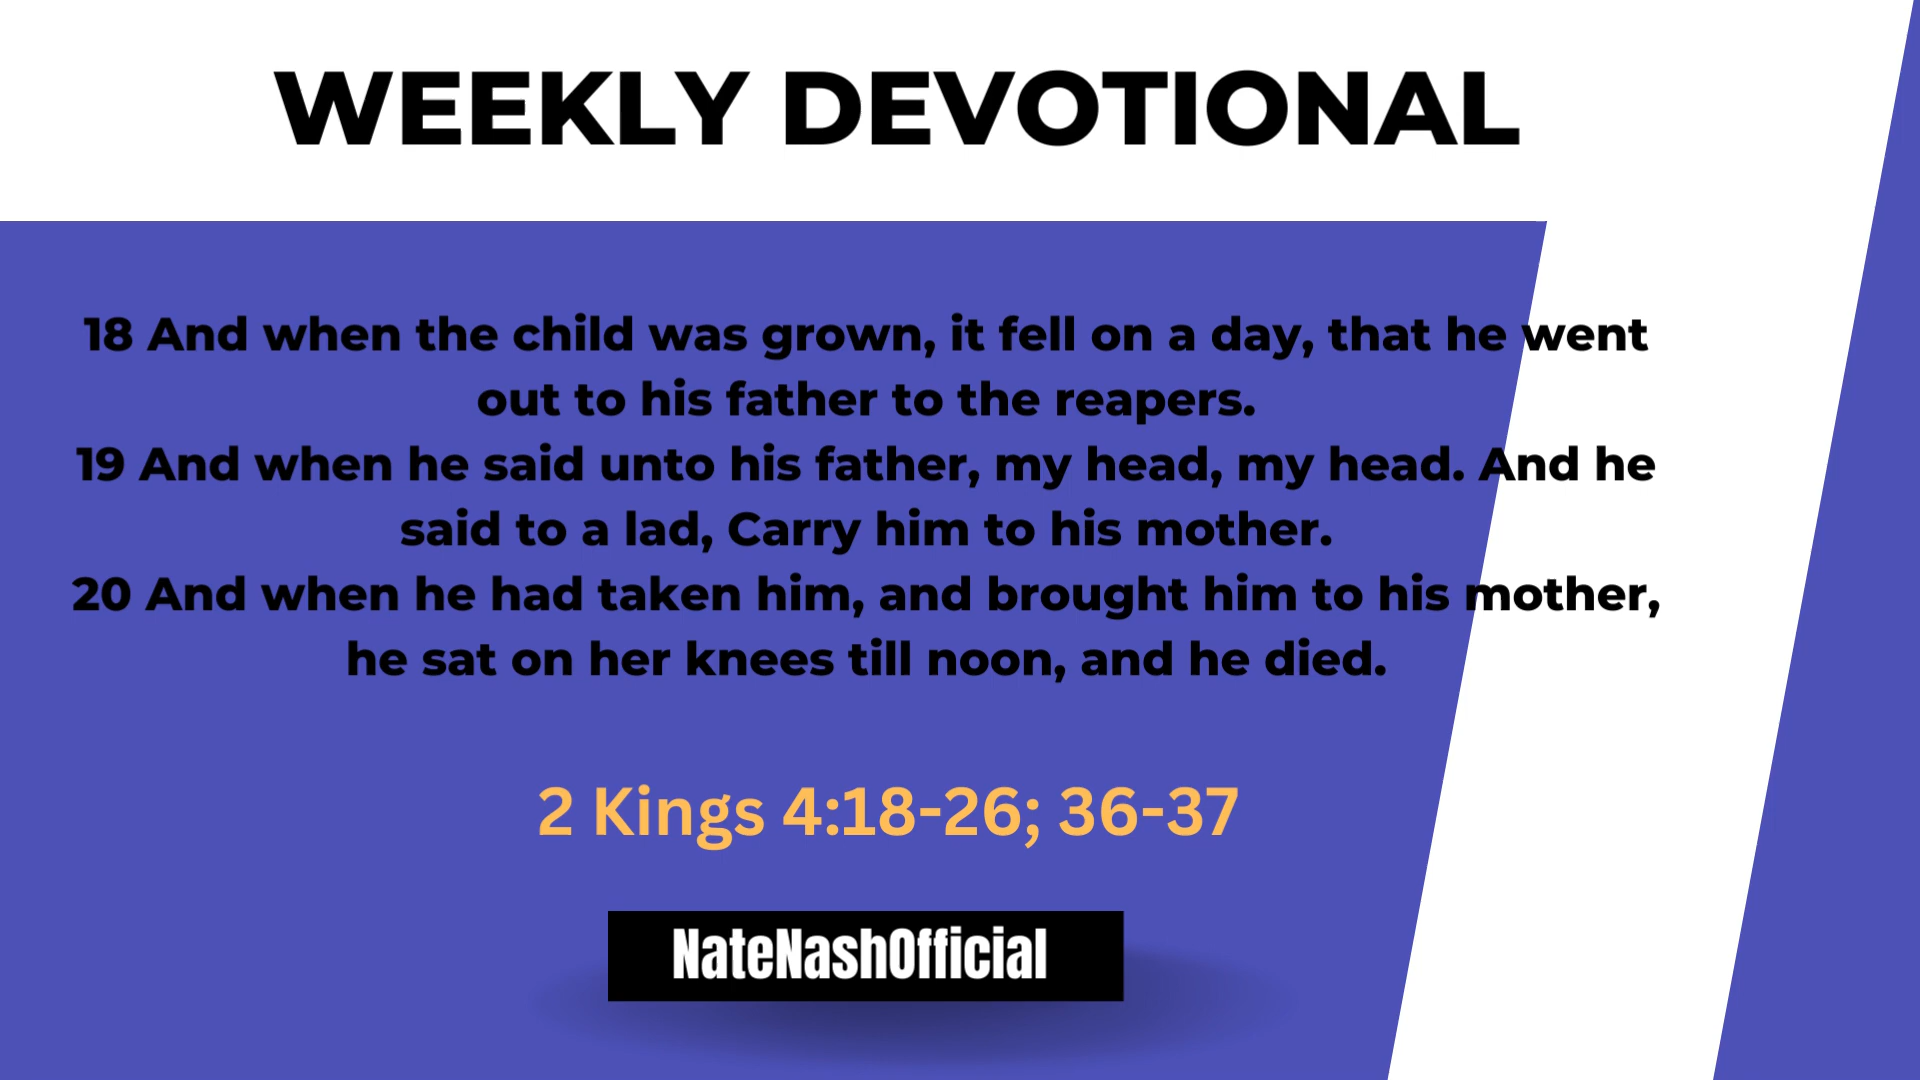 WEEKLY DEVOTIONAL
18 And when the child was grown, it fell on a day, that he went
out to his father to the reapers.
19 And when he said unto his father, my head, my head. And he
said to a lad, Carry him to his mother.
20 And when he had taken him, and brought him to his mother,
he sat on her knees till noon, and he died.
2 Kings 4:18-26; 36-37
NateNashOfficial